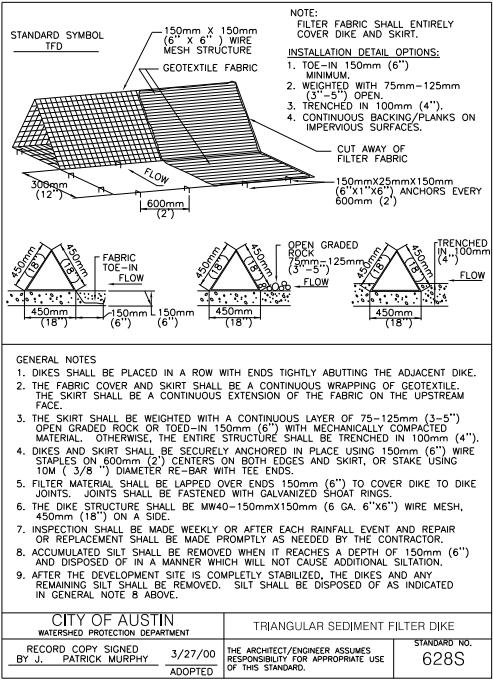 STANDARD SYMBOL
TFD
150mm X 150mm
(6" X 6" ) WIRE
MESH STRUCTURE
GEOTEXTILE FABRIC
NOTE:
FILTER FABRIC SHALL ENTIRELY
COVER DIKE AND SKIRT.
INSTALLATION DETAIL OPTIONS:
1. TOE-IN 150mm (6")
MINIMUM.
2. WEIGHTED WITH 75mm-125mm
(3"-5") OPEN.
3. TRENCHED IN 100mm (4").
4. CONTINUOUS BACKING/PLANKS ON
IMPERVIOUS SURFACES.
CUT AWAY OF
FILTER FABRIC
FLOW
300mm
(12")
600mm
(2')
150mmX25mmX150mm
(6"X1"X6") ANCHORS EVERY
600mm (2')
450mm
(18")
450mm
(18")
FABRIC
TOE-IN
FLOW
450mm
(18")
150mm
(6")
150mm
(6")
450mm
(18")
450mm
(18")
OPEN GRADED
ROCK
75mm-125mm
(3"-5")
FLOW
450mm
(18")
450mm
(18")
450mm
(18")
TRENCHED
IN 100mm
(4")
FLOW
450mm
(18")
GENERAL NOTES
1. DIKES SHALL BE PLACED IN A ROW WITH ENDS TIGHTLY ABUTTING THE ADJACENT DIKE.
2. THE FABRIC COVER AND SKIRT SHALL BE A CONTINUOUS WRAPPING OF GEOTEXTILE.
THE SKIRT SHALL BE A CONTINUOUS EXTENSION OF THE FABRIC ON THE UPSTREAM
FACE.
3. THE SKIRT SHALL BE WEIGHTED WITH A CONTINUOUS LAYER OF 75-125mm (3-5")
OPEN GRADED ROCK OR TOED-IN 150mm (6") WITH MECHANICALLY COMPACTED
MATERIAL. OTHERWISE, THE ENTIRE STRUCTURE SHALL BE TRENCHED IN 100mm (4").
4. DIKES AND SKIRT SHALL BE SECURELY ANCHORED IN PLACE USING 150mm (6") WIRE
STAPLES ON 600mm (2') CENTERS ON BOTH EDGES AND SKIRT, OR STAKE USING
10M ( 3/8 ") DIAMETER RE-BAR WITH TEE ENDS.
5. FILTER MATERIAL SHALL BE LAPPED OVER ENDS 150mm (6") TO COVER DIKE TO DIKE
JOINTS. JOINTS SHALL BE FASTENED WITH GALVANIZED SHOAT RINGS.
6. THE DIKE STRUCTURE SHALL BE MW40-150mmX150mm (6 GA. 6"X6") WIRE MESH,
450mm (18") ON A SIDE.
7. INSPECTION SHALL BE MADE WEEKLY OR AFTER EACH RAINFALL EVENT AND REPAIR
OR REPLACEMENT SHALL BE MADE PROMPTLY AS NEEDED BY THE CONTRACTOR.
8. ACCUMULATED SILT SHALL BE REMOVED WHEN IT REACHES A DEPTH OF 150mm (6")
AND DISPOSED OF IN A MANNER WHICH WILL NOT CAUSE ADDITIONAL SILTATION.
9. AFTER THE DEVELOPMENT SITE IS COMPLETLY STABILIZED, THE DIKES AND ANY
REMAINING SILT SHALL BE REMOVED. SILT SHALL BE DISPOSED OF AS INDICATED
IN GENERAL NOTE 8 ABOVE.
CITY OF AUSTIN
WATERSHED PROTECTION DEPARTMENT
TRIANGULAR SEDIMENT FILTER DIKE
RECORD COPY SIGNED
BY J. PATRICK MURPHY
3/27/00
ADOPTED
THE ARCHITECT/ENGINEER ASSUMES
RESPONSIBILITY FOR APPROPRIATE USE
OF THIS STANDARD.
STANDARD NO.
628S